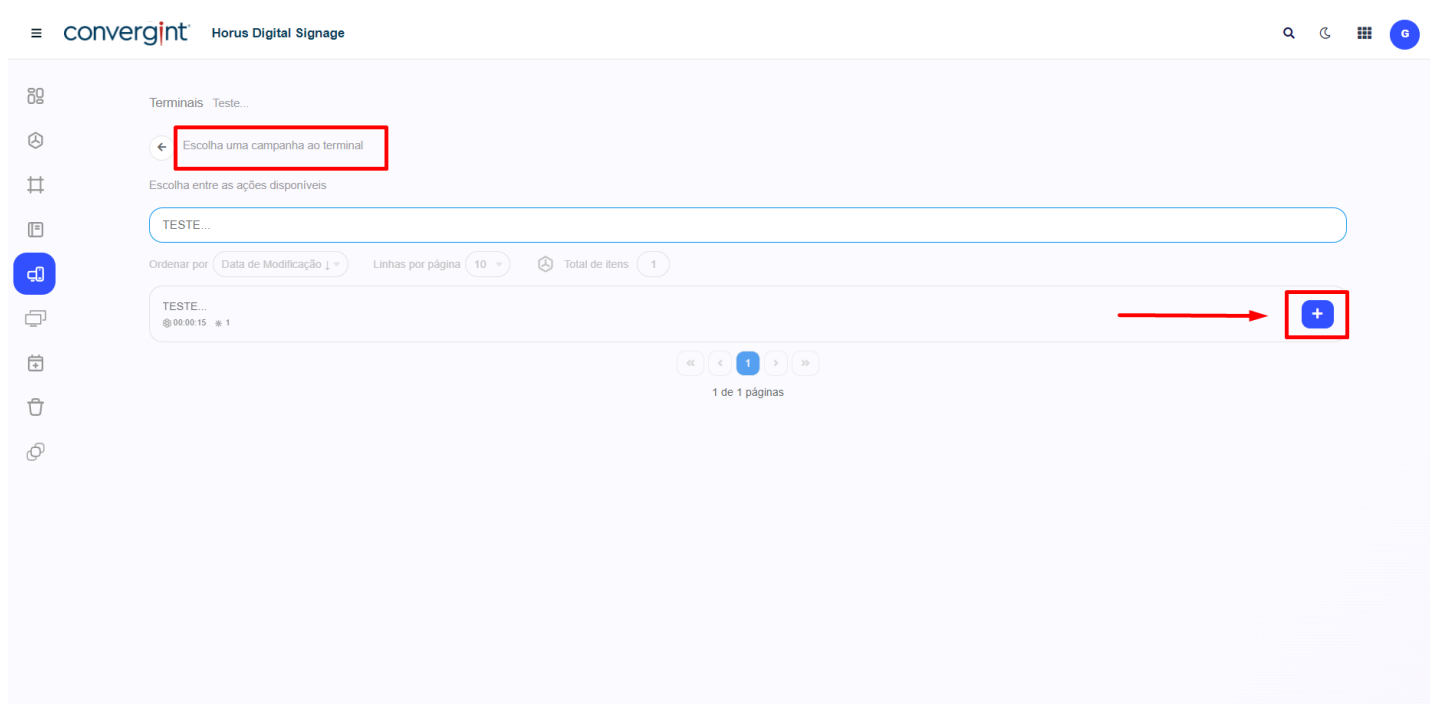 convergint Horus Digital Signage G
Terminais Teste...
Escolha uma campanha ao terminal
Escolha entre as ações disponíveis
TESTE...
Ordenar por Data de Modificação ↓ Linhas por página 10 Total de itens 1
TESTE...
00:00:15 1
+
« < 1 > »
1 de 1 páginas